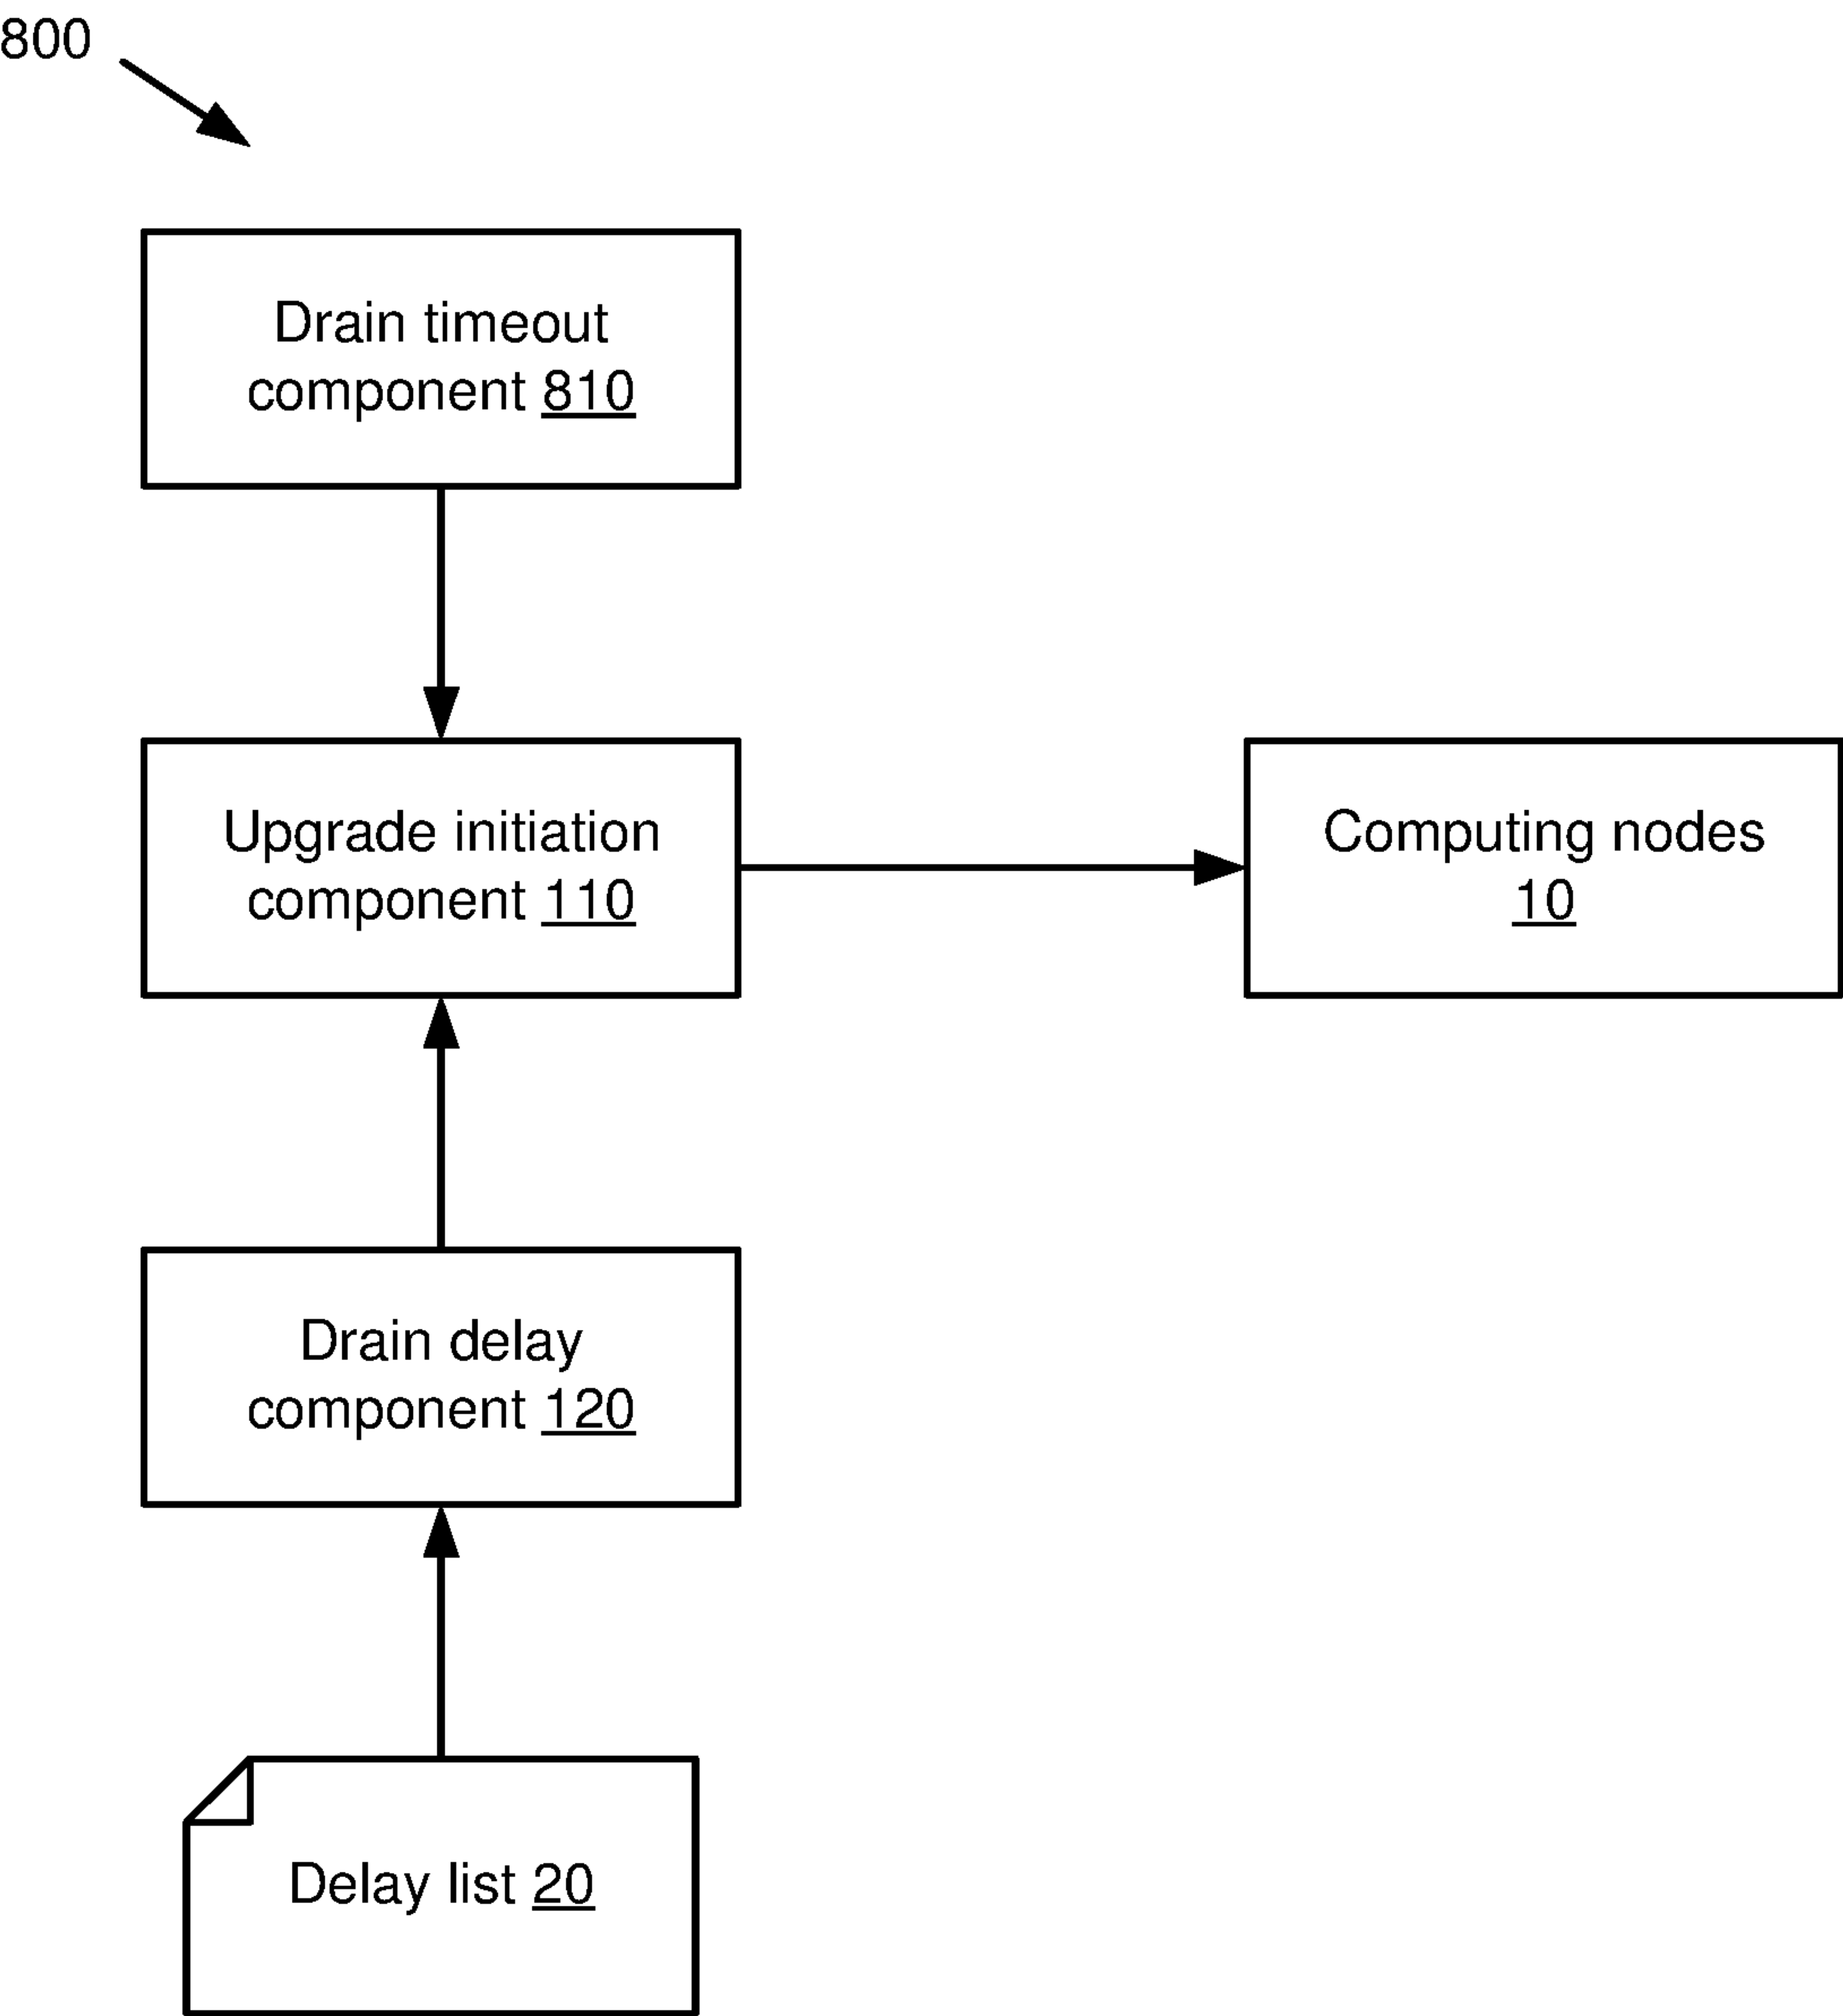 800
Drain timeout
component 810
Upgrade initiation
component 110
Computing nodes
10
Drain delay
component 120
Delay list 20